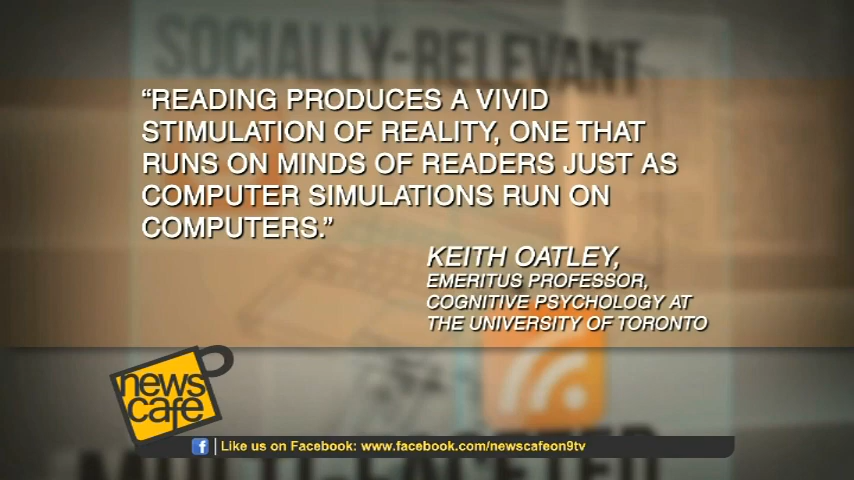 SOCIALLY-RELEVANT
“READING PRODUCES A VIVID
STIMULATION OF REALITY, ONE THAT
RUNS ON MINDS OF READERS JUST AS
COMPUTER SIMULATIONS RUN ON
COMPUTERS.”
KEITH OATLEY,
EMERITUS PROFESSOR,
COGNITIVE PSYCHOLOGY AT
THE UNIVERSITY OF TORONTO
news
cafe
f Like us on Facebook: www.facebook.com/newscafeon9tv
MULTI-FACETED